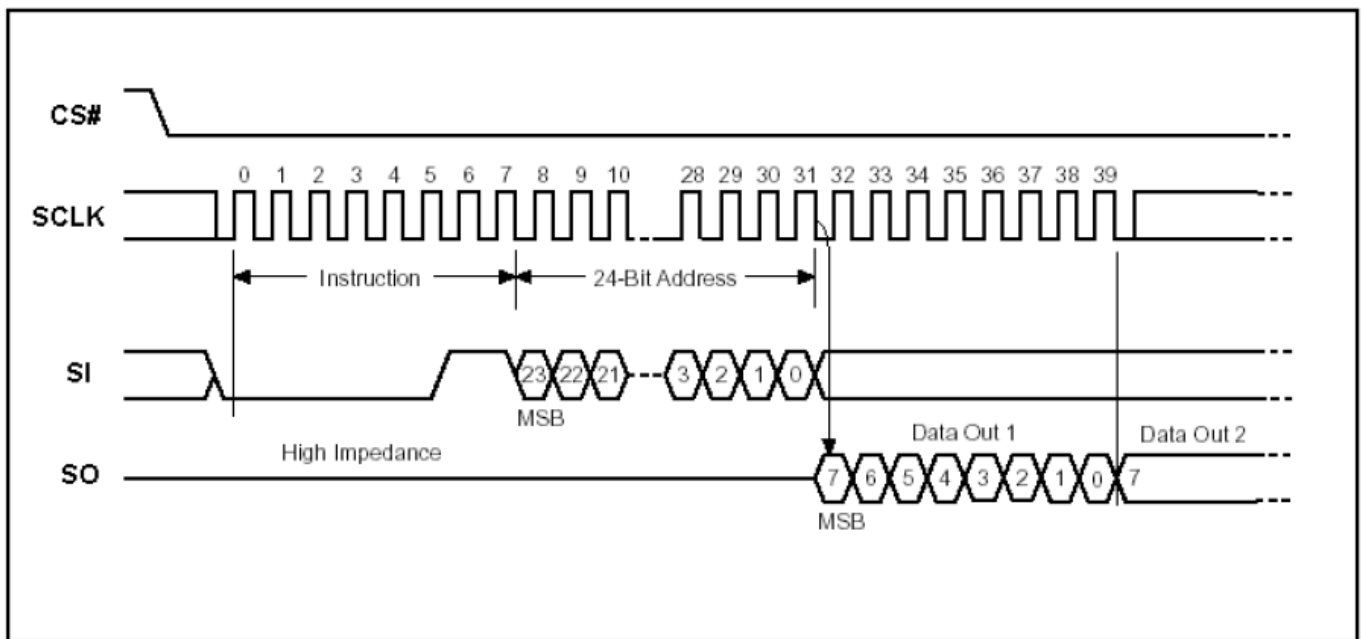 CS#
0 1 2 3 4 5 6 7 8 9 10 28 29 30 31 32 33 34 35 36 37 38 39
SCLK
Instruction 24-Bit Address
SI 23 22 21 3 2 1 0
MSB
Data Out 1 Data Out 2
High Impedance
SO 7 6 5 4 3 2 1 0 7
MSB